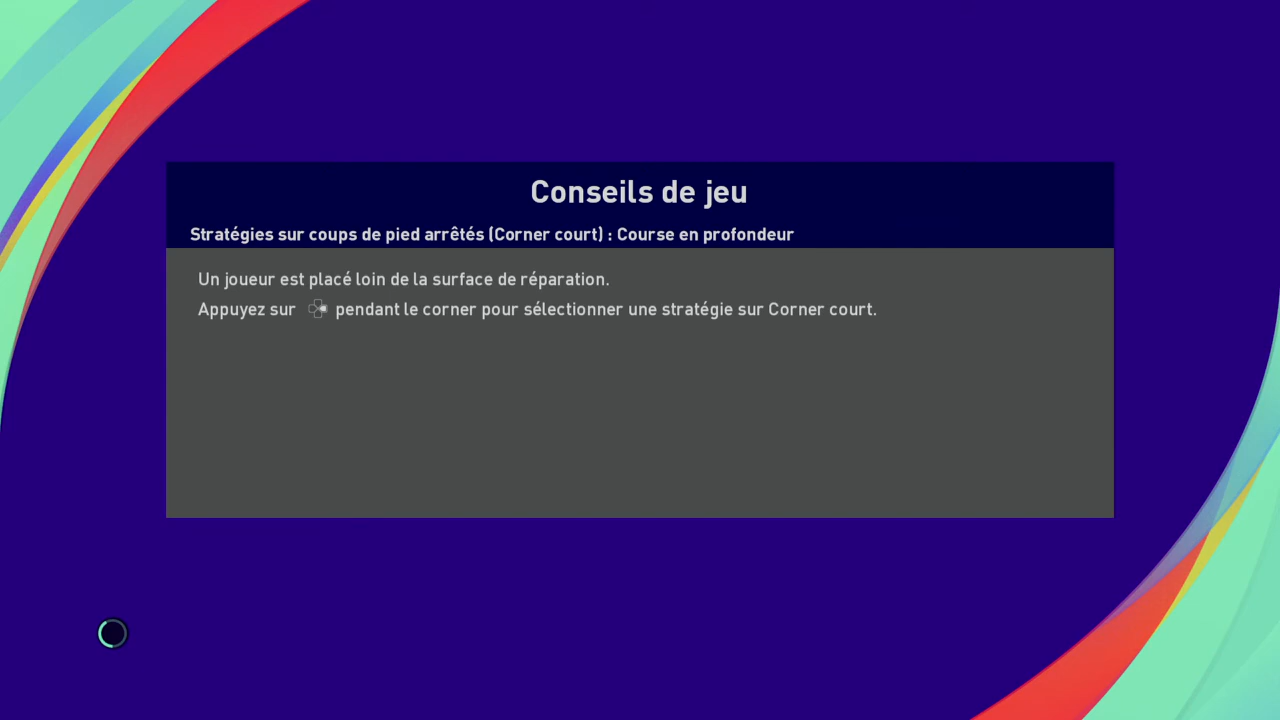 Conseils de jeu
Stratégies sur coups de pied arrêtés (Corner court) : Course en profondeur
Un joueur est placé loin de la surface de réparation.
Appuyez sur pendant le corner pour sélectionner une stratégie sur Corner court.